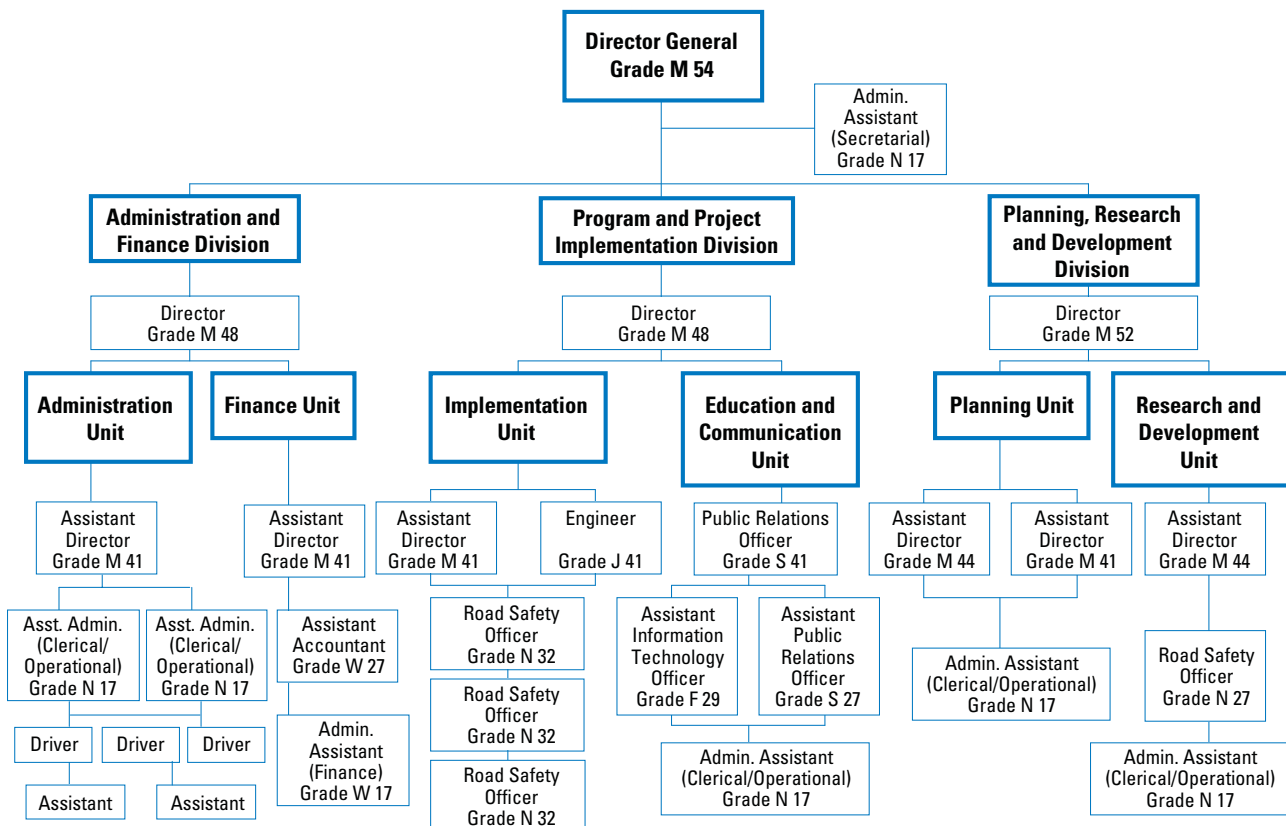 Director General
Grade M 54
Admin.
Assistant
(Secretarial)
Grade N 17
Administration and
Finance Division
Program and Project
Implementation Division
Planning, Research
and Development
Division
Director
Grade M 48
Director
Grade M 48
Director
Grade M 52
Administration
Unit
Finance Unit
Implementation
Unit
Education and
Communication
Unit
Planning Unit
Research and
Development
Unit
Assistant
Director
Grade M 41
Assistant
Director
Grade M 41
Assistant
Director
Grade M 41
Engineer
Grade J 41
Public Relations
Officer
Grade S 41
Assistant
Director
Grade M 44
Assistant
Director
Grade M 41
Assistant
Director
Grade M 44
Asst. Admin.
(Clerical/
Operational)
Grade N 17
Asst. Admin.
(Clerical/
Operational)
Grade N 17
Assistant
Accountant
Grade W 27
Road Safety
Officer
Grade N 32
Assistant
Information
Technology
Officer
Grade F 29
Assistant
Public
Relations
Officer
Grade S 27
Admin. Assistant
(Clerical/Operational)
Grade N 17
Road Safety
Officer
Grade N 27
Driver
Driver
Driver
Admin.
Assistant
(Finance)
Grade W 17
Road Safety
Officer
Grade N 32
Admin. Assistant
(Clerical/Operational)
Grade N 17
Admin. Assistant
(Clerical/Operational)
Grade N 17
Assistant
Assistant
Road Safety
Officer
Grade N 32